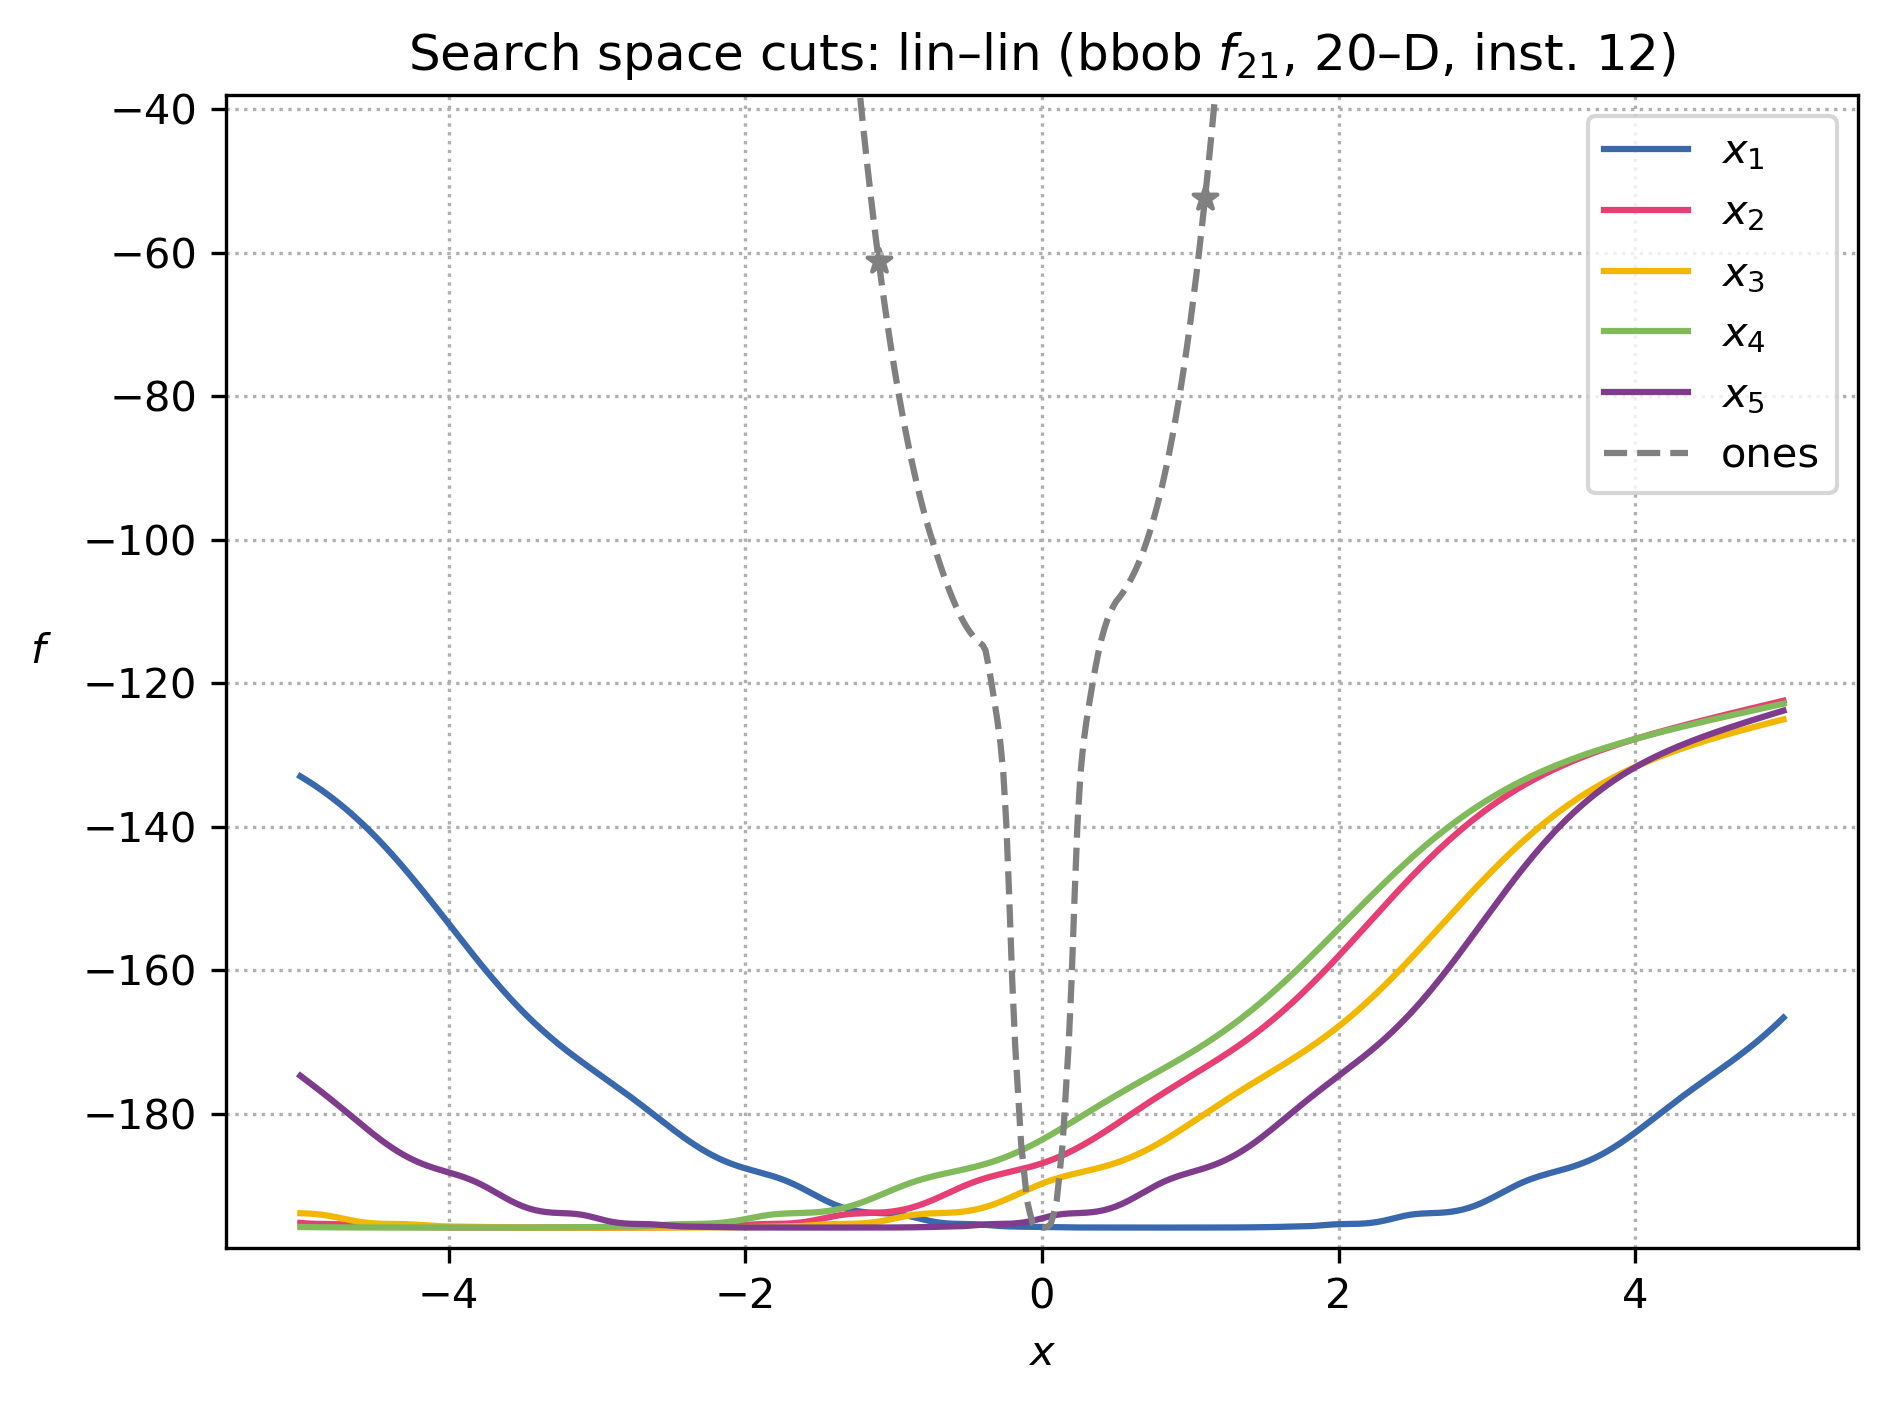 Search space cuts: lin–lin (bbob f21, 20–D, inst. 12)
−40
−60
−80
−100
−120
−140
−160
−180
f
x1
x2
x3
x4
x5
ones
−4 −2 0 2 4
x